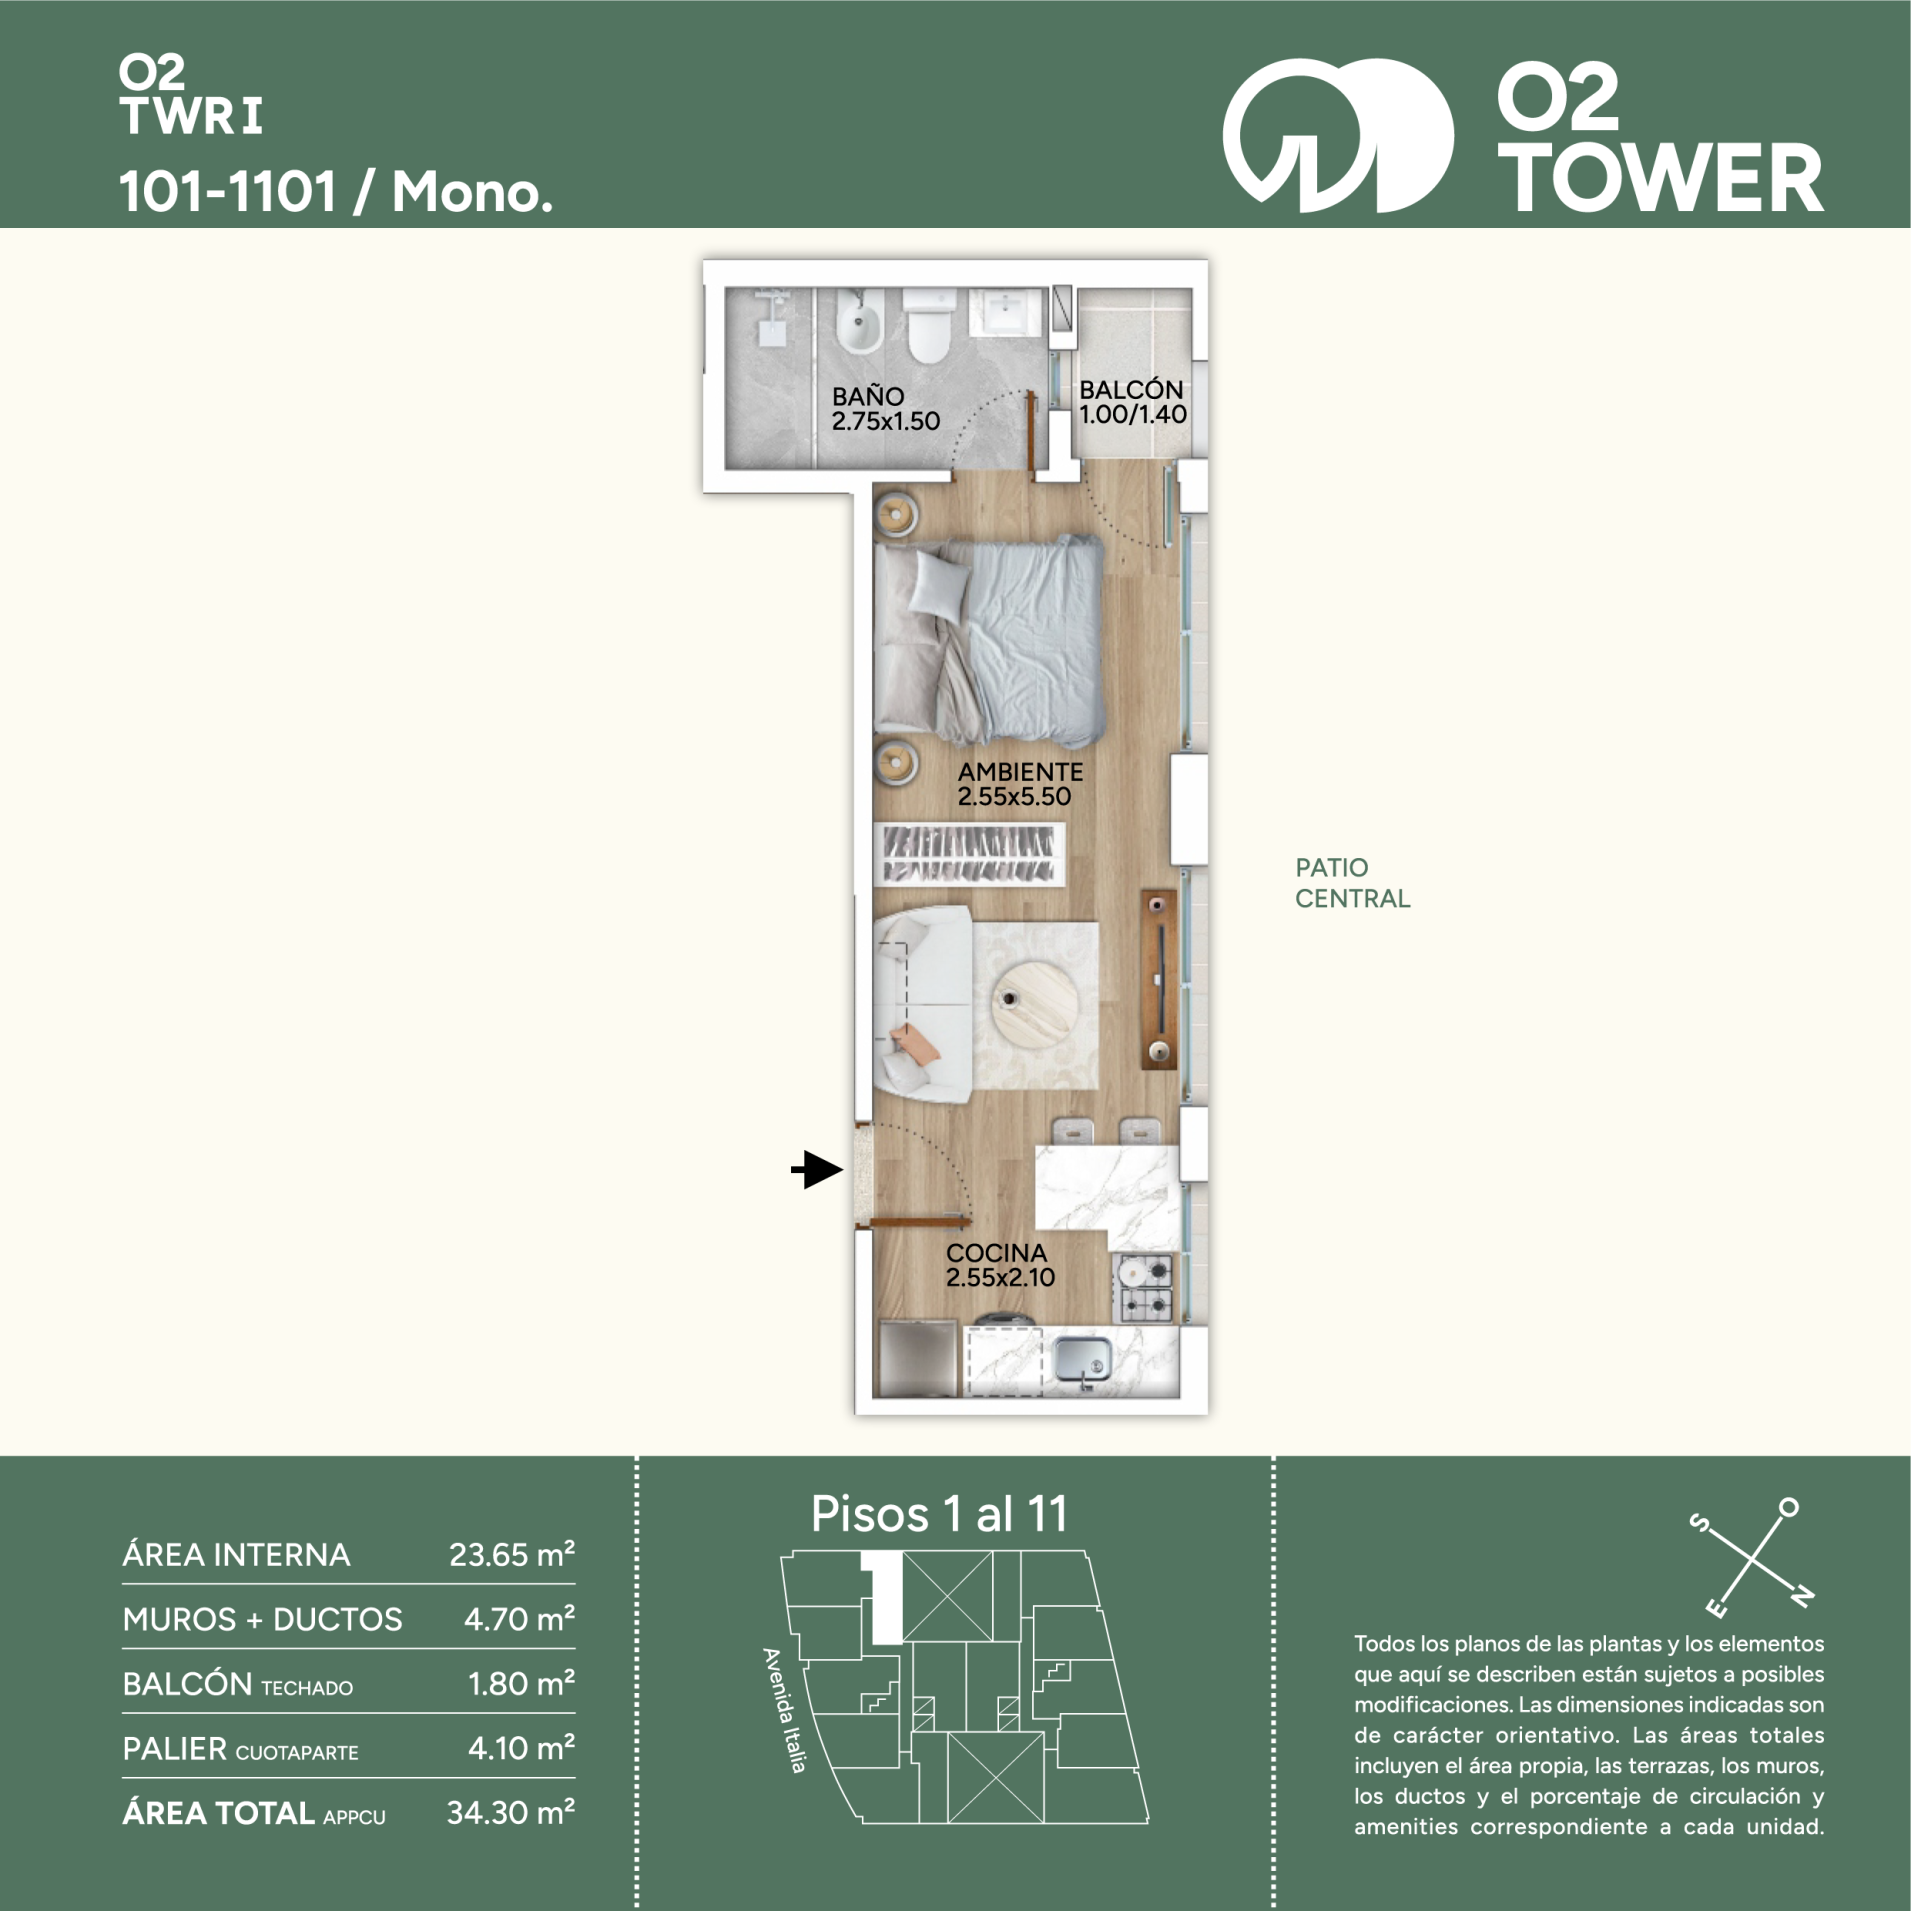 O2
TWR I
101-1101 / Mono.
O2
TOWER
BAÑO
2.75x1.50
BALCÓN
1.00/1.40
AMBIENTE
2.55x5.50
PATIO
CENTRAL
COCINA
2.55x2.10
ÁREA INTERNA 23.65 m²
MUROS + DUCTOS 4.70 m²
BALCÓN TECHADO 1.80 m²
PALIER CUOTAPARTE 4.10 m²
ÁREA TOTAL APPCU 34.30 m²
Pisos 1 al 11
Avenida Italia
S
O
E
N
Todos los planos de las plantas y los elementos
que aquí se describen están sujetos a posibles
modificaciones. Las dimensiones indicadas son
de carácter orientativo. Las áreas totales
incluyen el área propia, las terrazas, los muros,
los ductos y el porcentaje de circulación y
amenities correspondiente a cada unidad.